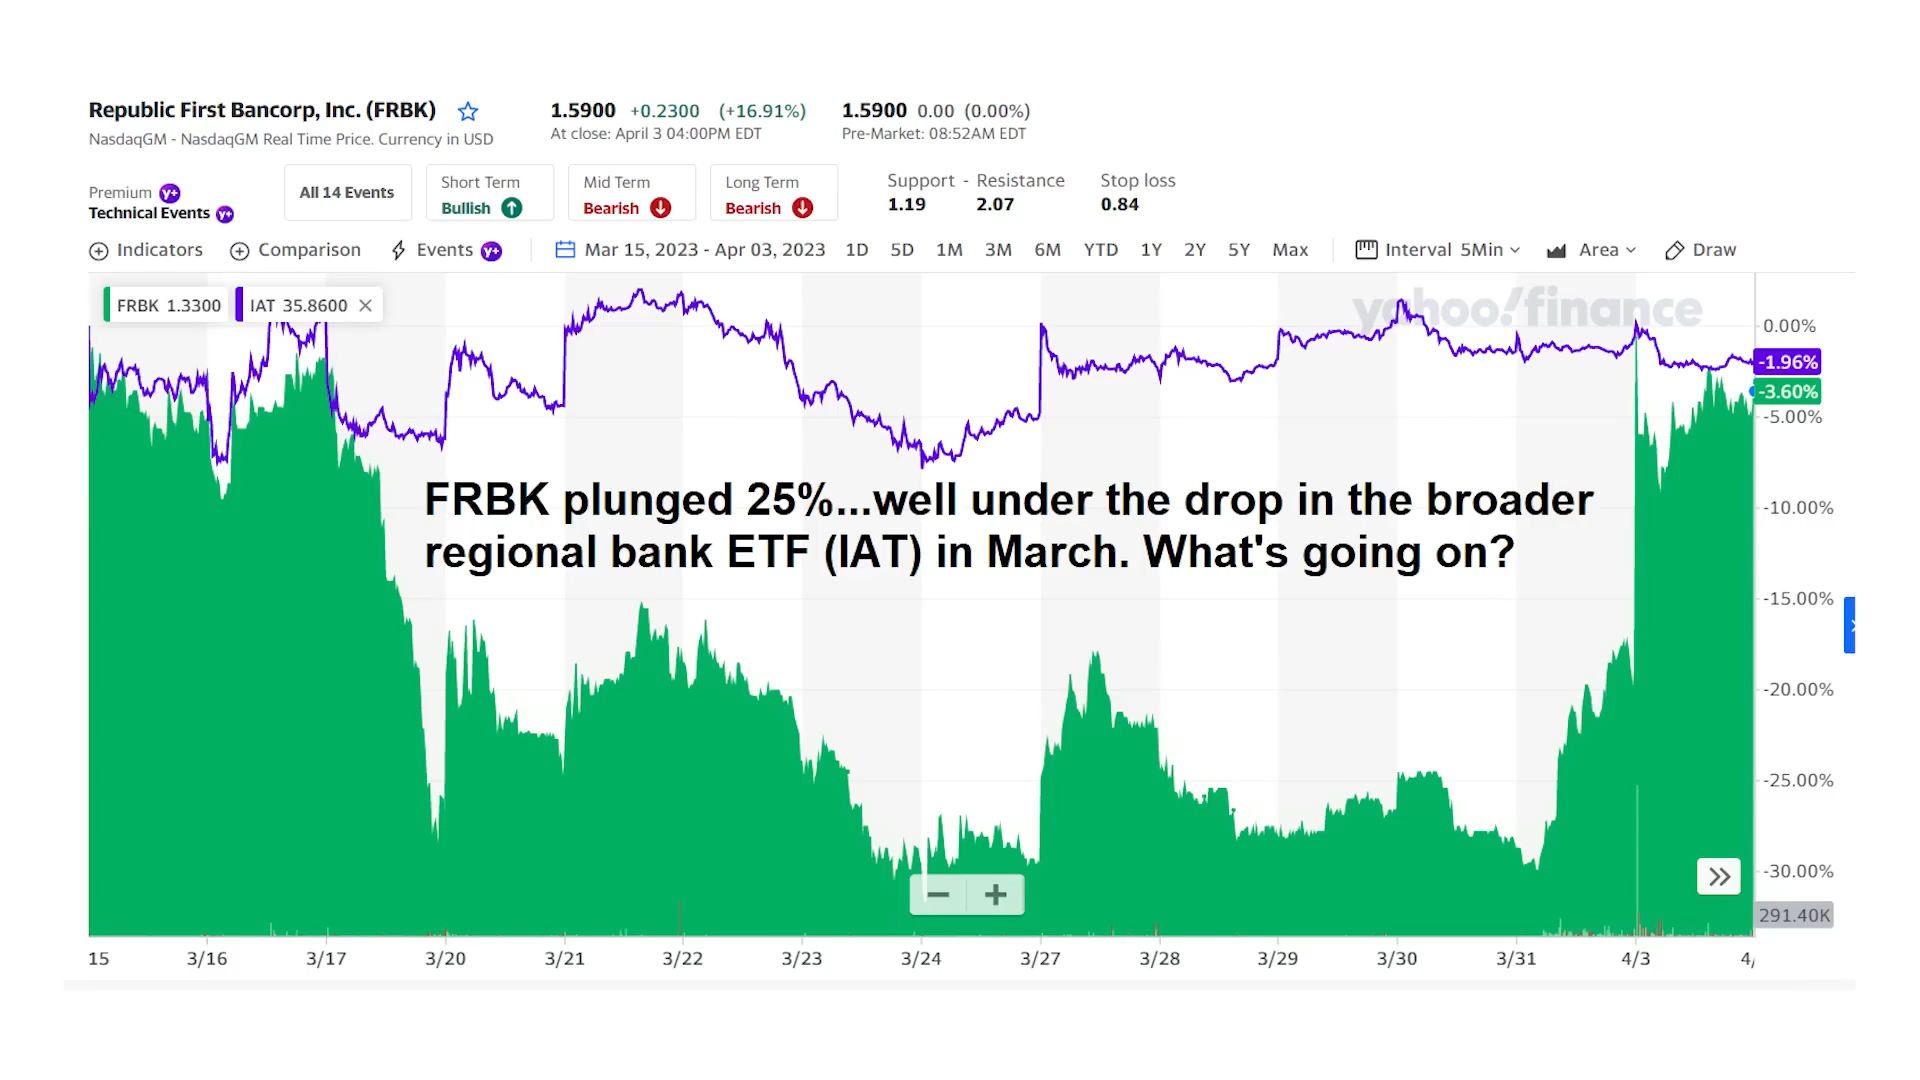 Republic First Bancorp, Inc. (FRBK)
NasdaqGM - NasdaqGM Real Time Price. Currency in USD
1.5900 +0.2300 (+16.91%)
At close: April 3 04:00PM EDT
1.5900 0.00 (0.00%)
Pre-Market: 08:52AM EDT
Premium y+
Technical Events y+
All 14 Events
Short Term
Bullish
Mid Term
Bearish
Long Term
Bearish
Support - Resistance
1.19 2.07
Stop loss
0.84
Indicators Comparison Events y+ Mar 15, 2023 - Apr 03, 2023 1D 5D 1M 3M 6M YTD 1Y 2Y 5Y Max Interval 5Min Area Draw
FRBK 1.3300 IAT 35.8600
yahoo!finance
0.00%
-1.96%
-3.60%
-5.00%
FRBK plunged 25%...well under the drop in the broader
regional bank ETF (IAT) in March. What's going on?
-10.00%
-15.00%
-20.00%
-25.00%
-30.00%
291.40K
15 3/16 3/17 3/20 3/21 3/22 3/23 3/24 3/27 3/28 3/29 3/30 3/31 4/3 4/